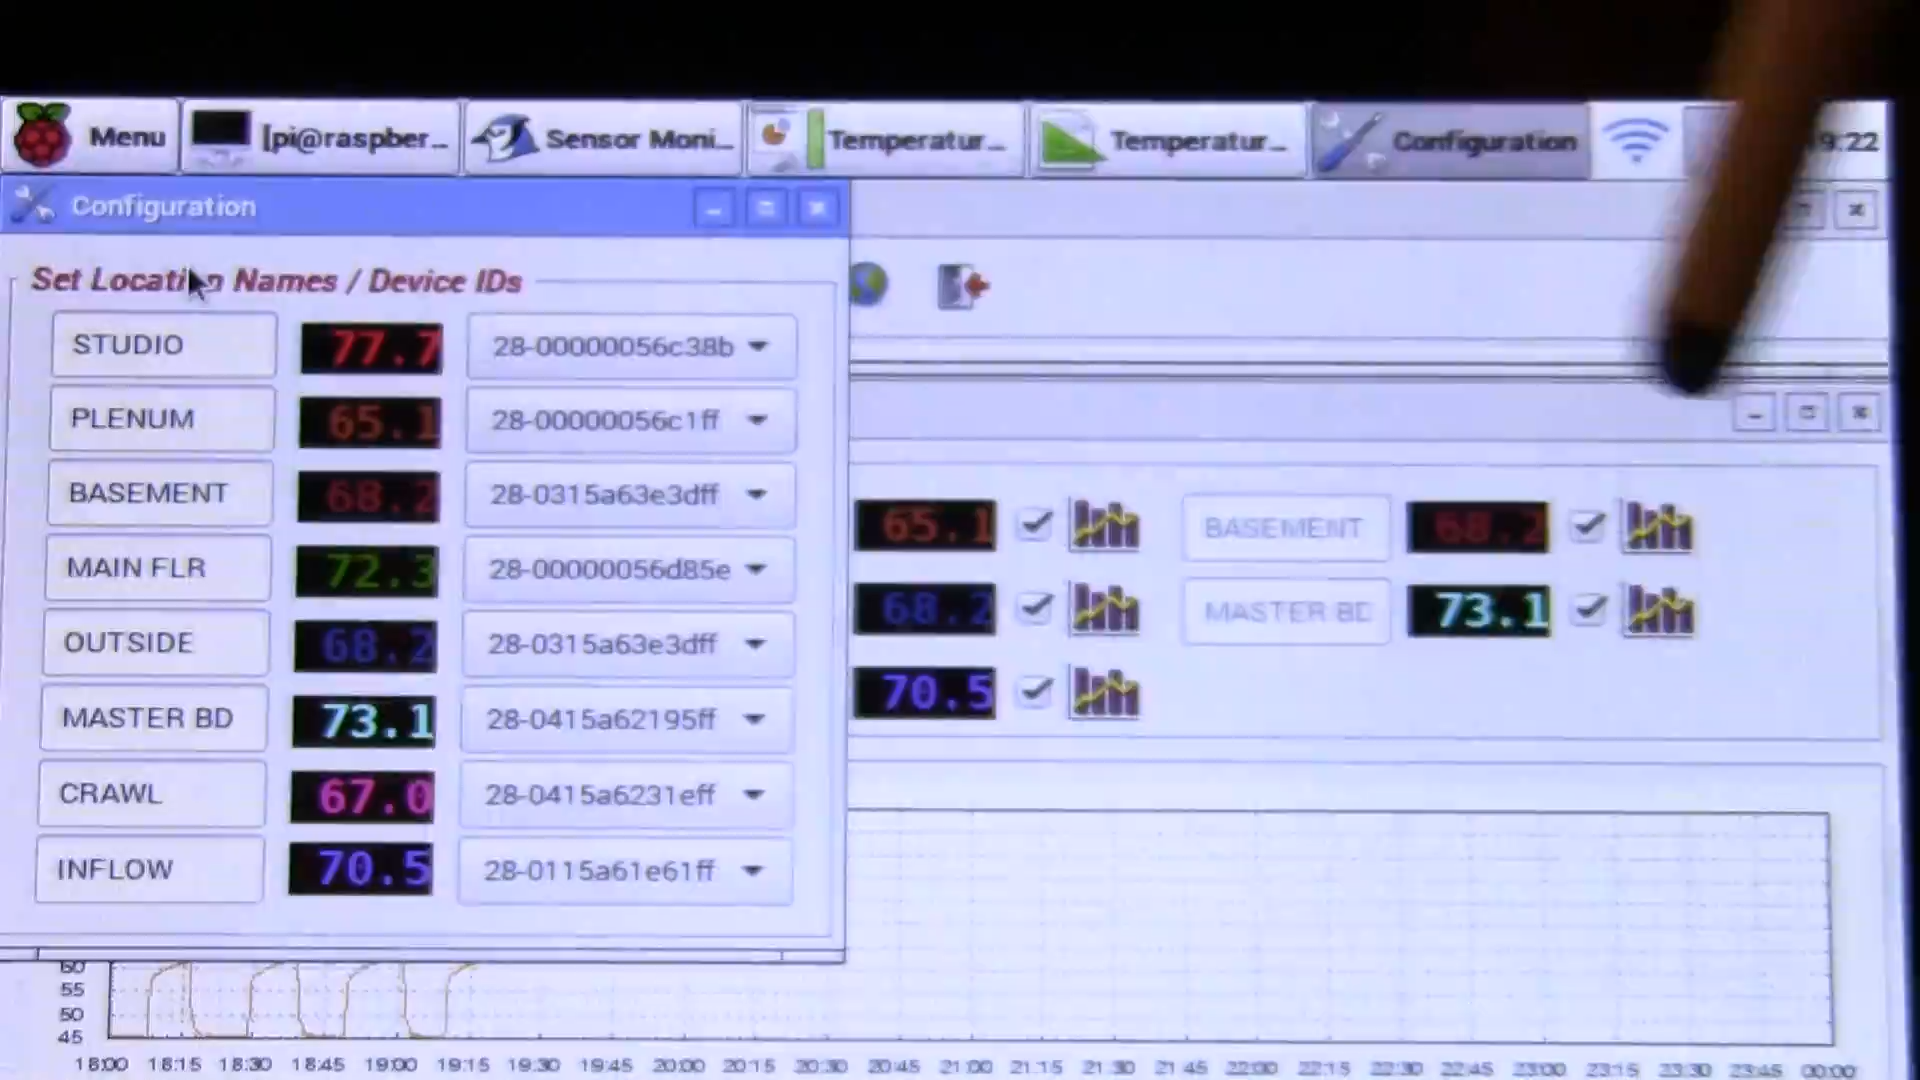 Menu [pi@raspber... Sensor Moni... Temperatur... Temperatur... Configuration 9:22
Configuration
Set Location Names / Device IDs
STUDIO 77.7 28-00000056c38b
PLENUM 65.1 28-00000056c1ff
BASEMENT 68.2 28-0315a63e3dff
MAIN FLR 72.3 28-00000056d85e
OUTSIDE 68.2 28-0315a63e3dff
MASTER BD 73.1 28-0415a62195ff
CRAWL 67.0 28-0415a6231eff
INFLOW 70.5 28-0115a61e61ff
65.1 BASEMENT 68.2
68.2 MASTER BD 73.1
70.5
60
55
50
45
18:00 18:15 18:30 18:45 19:00 19:15 19:30 19:45 20:00 20:15 20:30 20:45 21:00 21:15 21:30 21:45 22:00 22:15 22:30 22:45 23:00 23:15 23:30 23:45 00:00